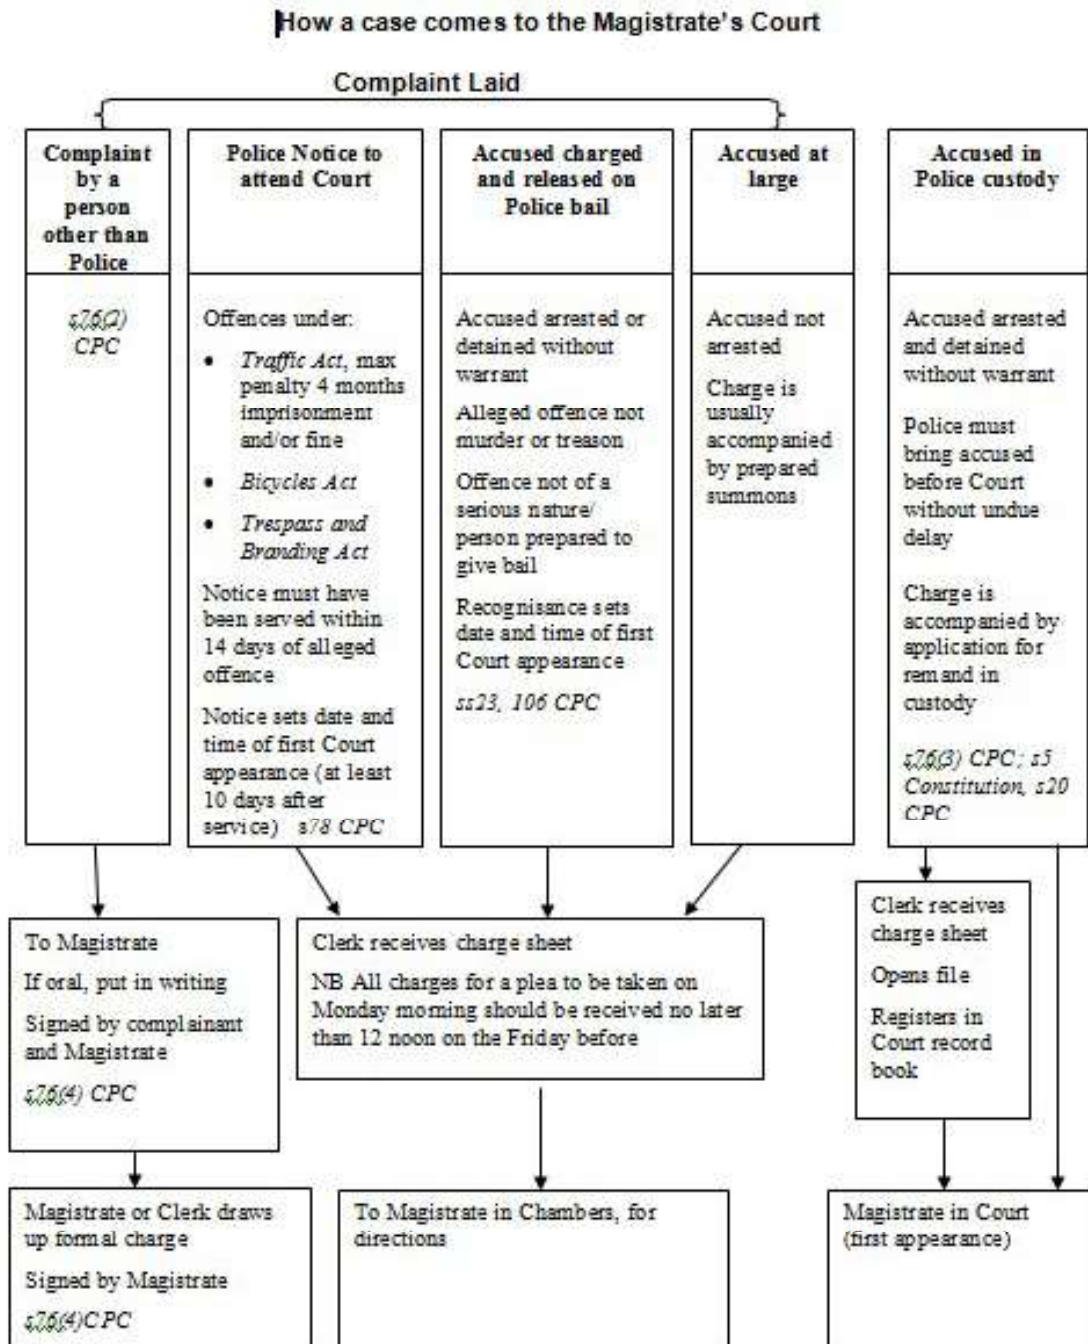 How a case comes to the Magistrate's Court
Complaint Laid
Complaint
by a
person
other than
Police
s76(2)
CPC
Police Notice to
attend Court
Offences under:
• Traffic Act, max
penalty 4 months
imprisonment
and/or fine
• Bicycles Act
• Trespass and
Branding Act
Notice must have
been served within
14 days of alleged
offence
Notice sets date and
time of first Court
appearance (at least
10 days after
service) s78 CPC
Accused charged
and released on
Police bail
Accused arrested or
detained without
warrant
Alleged offence not
murder or treason
Offence not of a
serious nature/
person prepared to
give bail
Recognisance sets
date and time of first
Court appearance
ss23, 106 CPC
Accused at
large
Accused not
arrested
Charge is
usually
accompanied
by prepared
summons
Accused in
Police custody
Accused arrested
and detained
without warrant
Police must
bring accused
before Court
without undue
delay
Charge is
accompanied by
application for
remand in
custody
s76(3) CPC; s5
Constitution, s20
CPC
To Magistrate
If oral, put in writing
Signed by complainant
and Magistrate
s76(4) CPC
Clerk receives charge sheet
NB All charges for a plea to be taken on
Monday morning should be received no later
than 12 noon on the Friday before
Clerk receives
charge sheet
Opens file
Registers in
Court record
book
Magistrate or Clerk draws
up formal charge
Signed by Magistrate
s76(4)CPC
To Magistrate in Chambers, for
directions
Magistrate in Court
(first appearance)